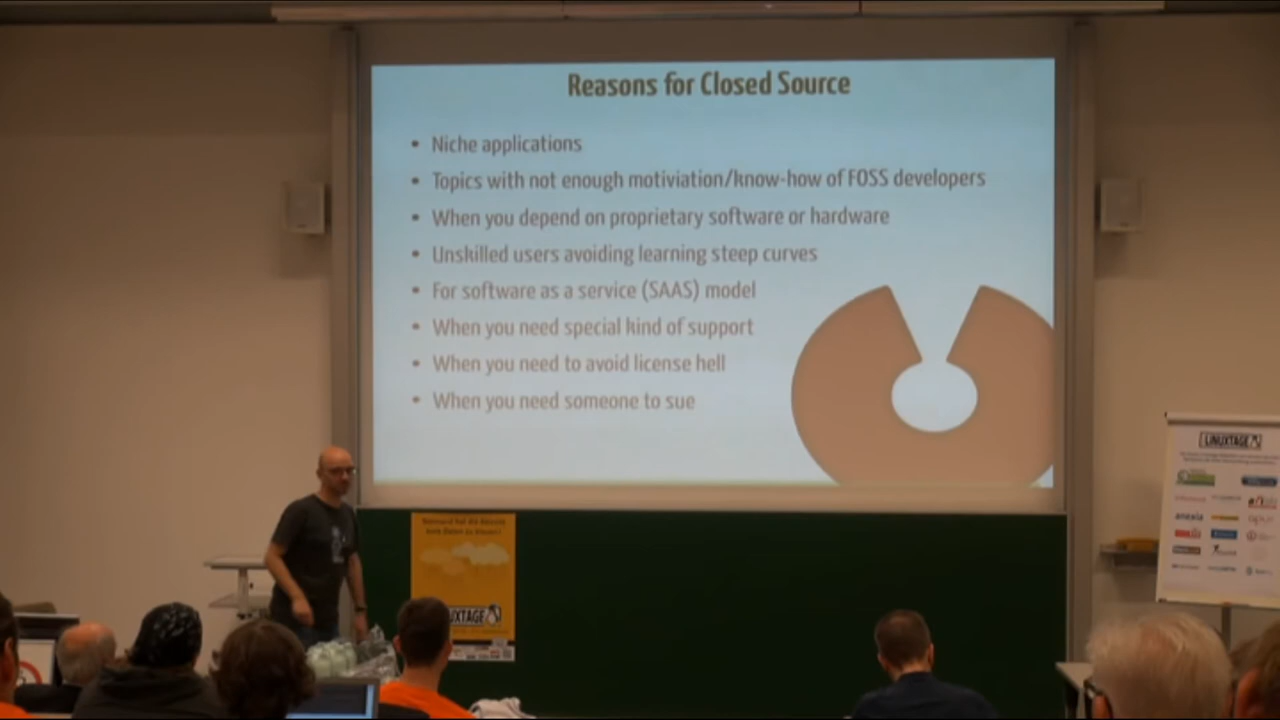 Reasons for Closed Source
• Niche applications
• Topics with not enough motiviation/know-how of FOSS developers
• When you depend on proprietary software or hardware
• Unskilled users avoiding learning steep curves
• For software as a service (SAAS) model
• When you need special kind of support
• When you need to avoid license hell
• When you need someone to sue
LINUXTAGE
anexia
UXTAGE